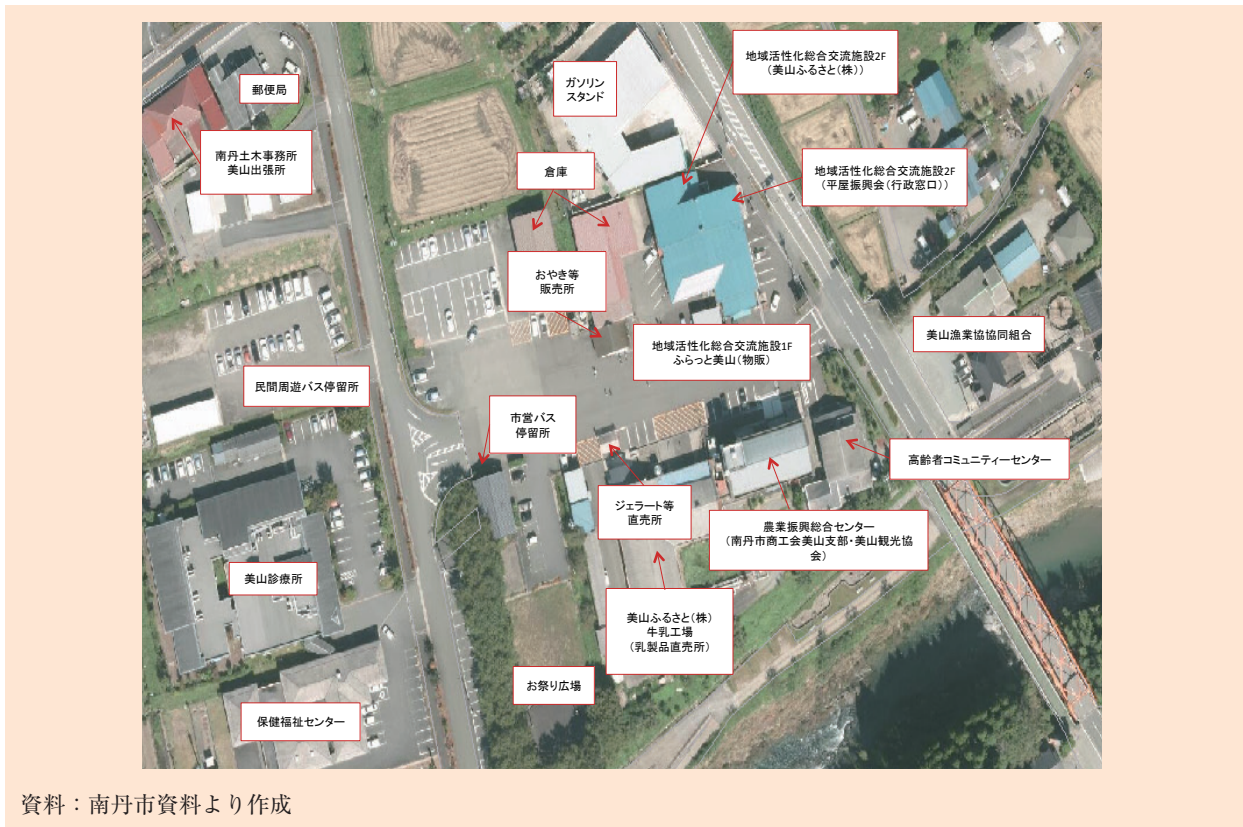 地域活性化総合交流施設2F
(美山ふるさと(株))
ガソリン
スタンド
郵便局
南丹土木事務所
美山出張所
倉庫
地域活性化総合交流施設2F
(平屋振興会(行政窓口))
おやき等
販売所
地域活性化総合交流施設1F
ふらっと美山(物販)
美山漁業協協同組合
民間周遊バス停留所
市営バス
停留所
高齢者コミュニティーセンター
ジェラート等
直売所
農業振興総合センター
(南丹市商工会美山支部・美山観光協
会)
美山診療所
美山ふるさと(株)
牛乳工場
(乳製品直売所)
お祭り広場
保健福祉センター
資料:南丹市資料より作成